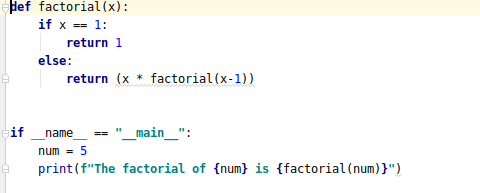 def factorial(x):
    if x == 1:
        return 1
    else:
        return (x * factorial(x-1))
if __name__ == "__main__":
    num = 5
    print(f"The factorial of {num} is {factorial(num)}")